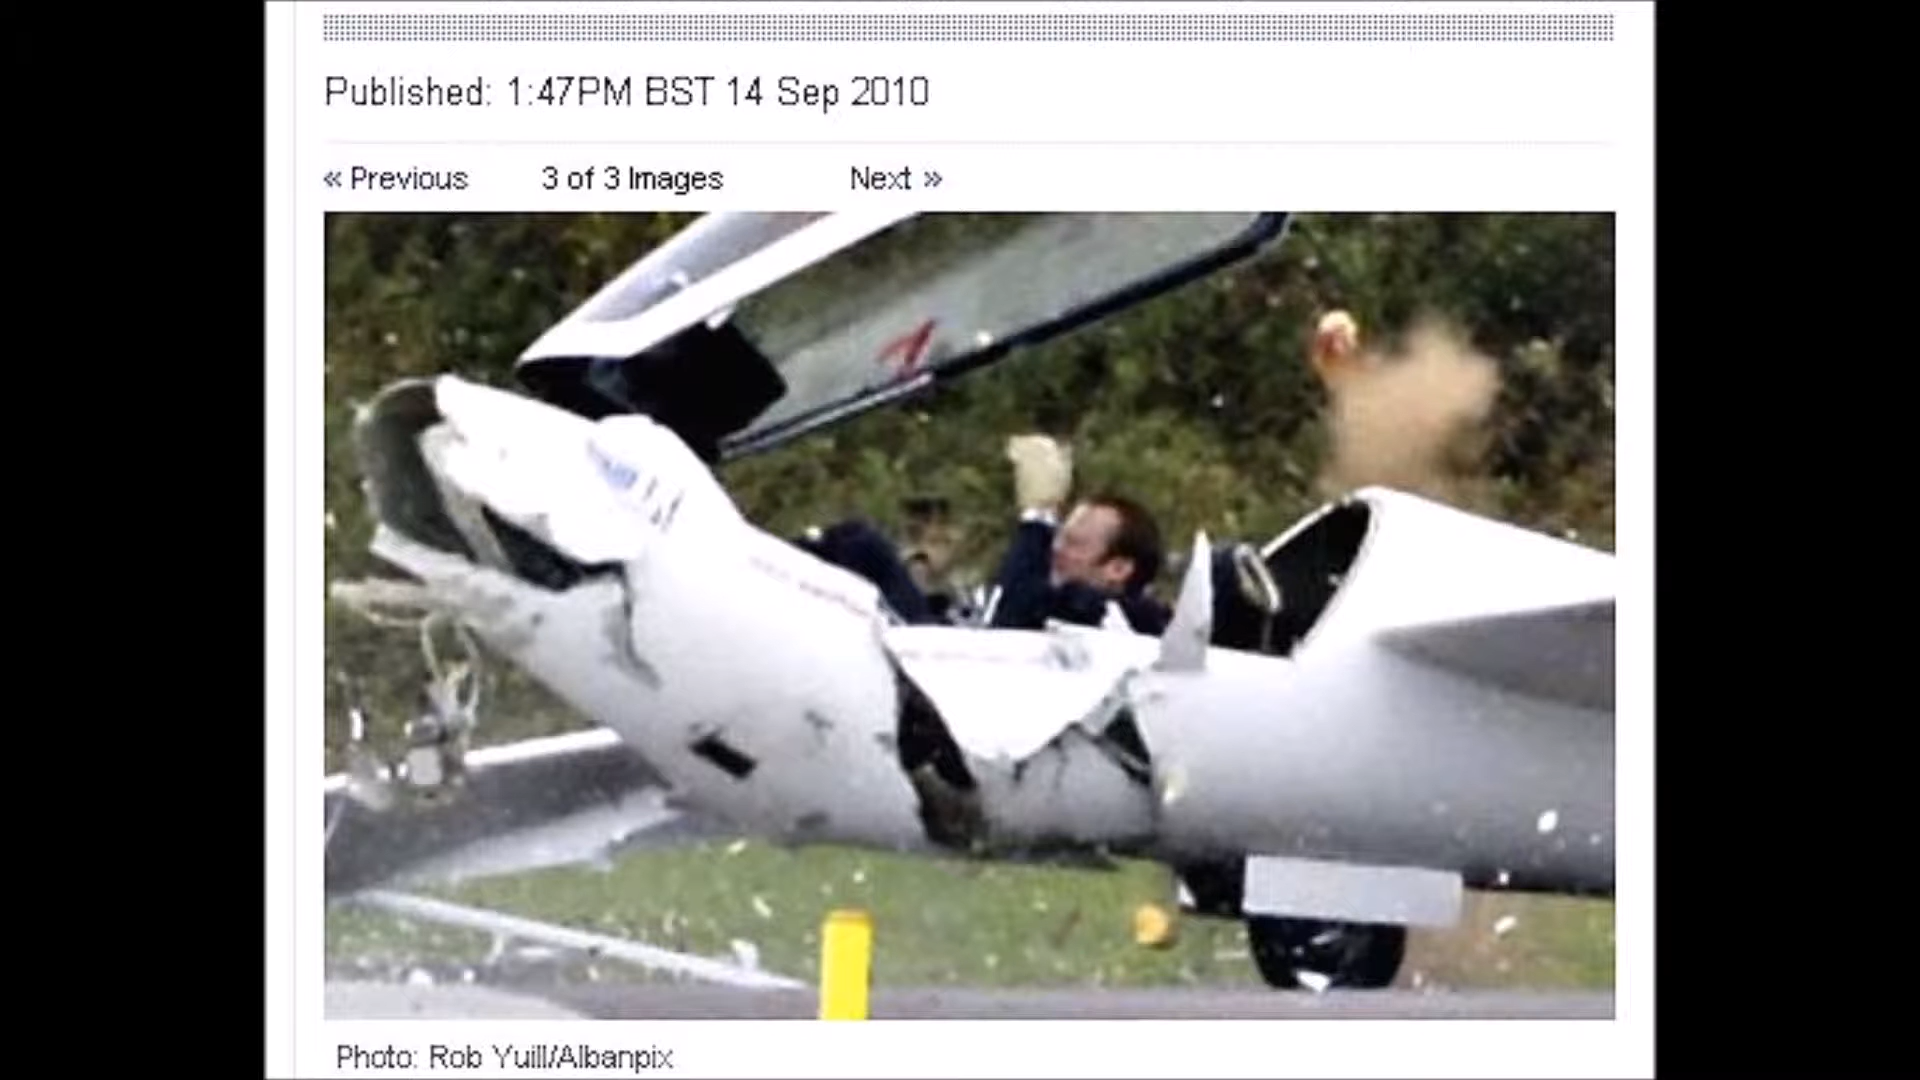 Published: 1:47PM BST 14 Sep 2010
« Previous 3 of 3 Images Next »
Photo: Rob Yuill/Albanpix